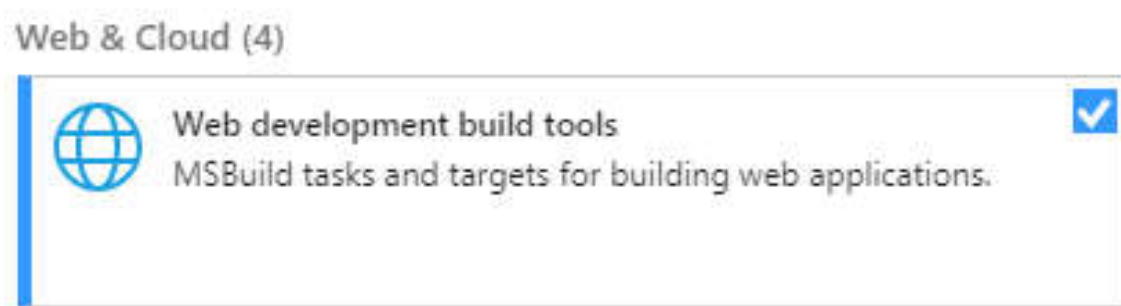 Web & Cloud (4)
Web development build tools
MSBuild tasks and targets for building web applications.